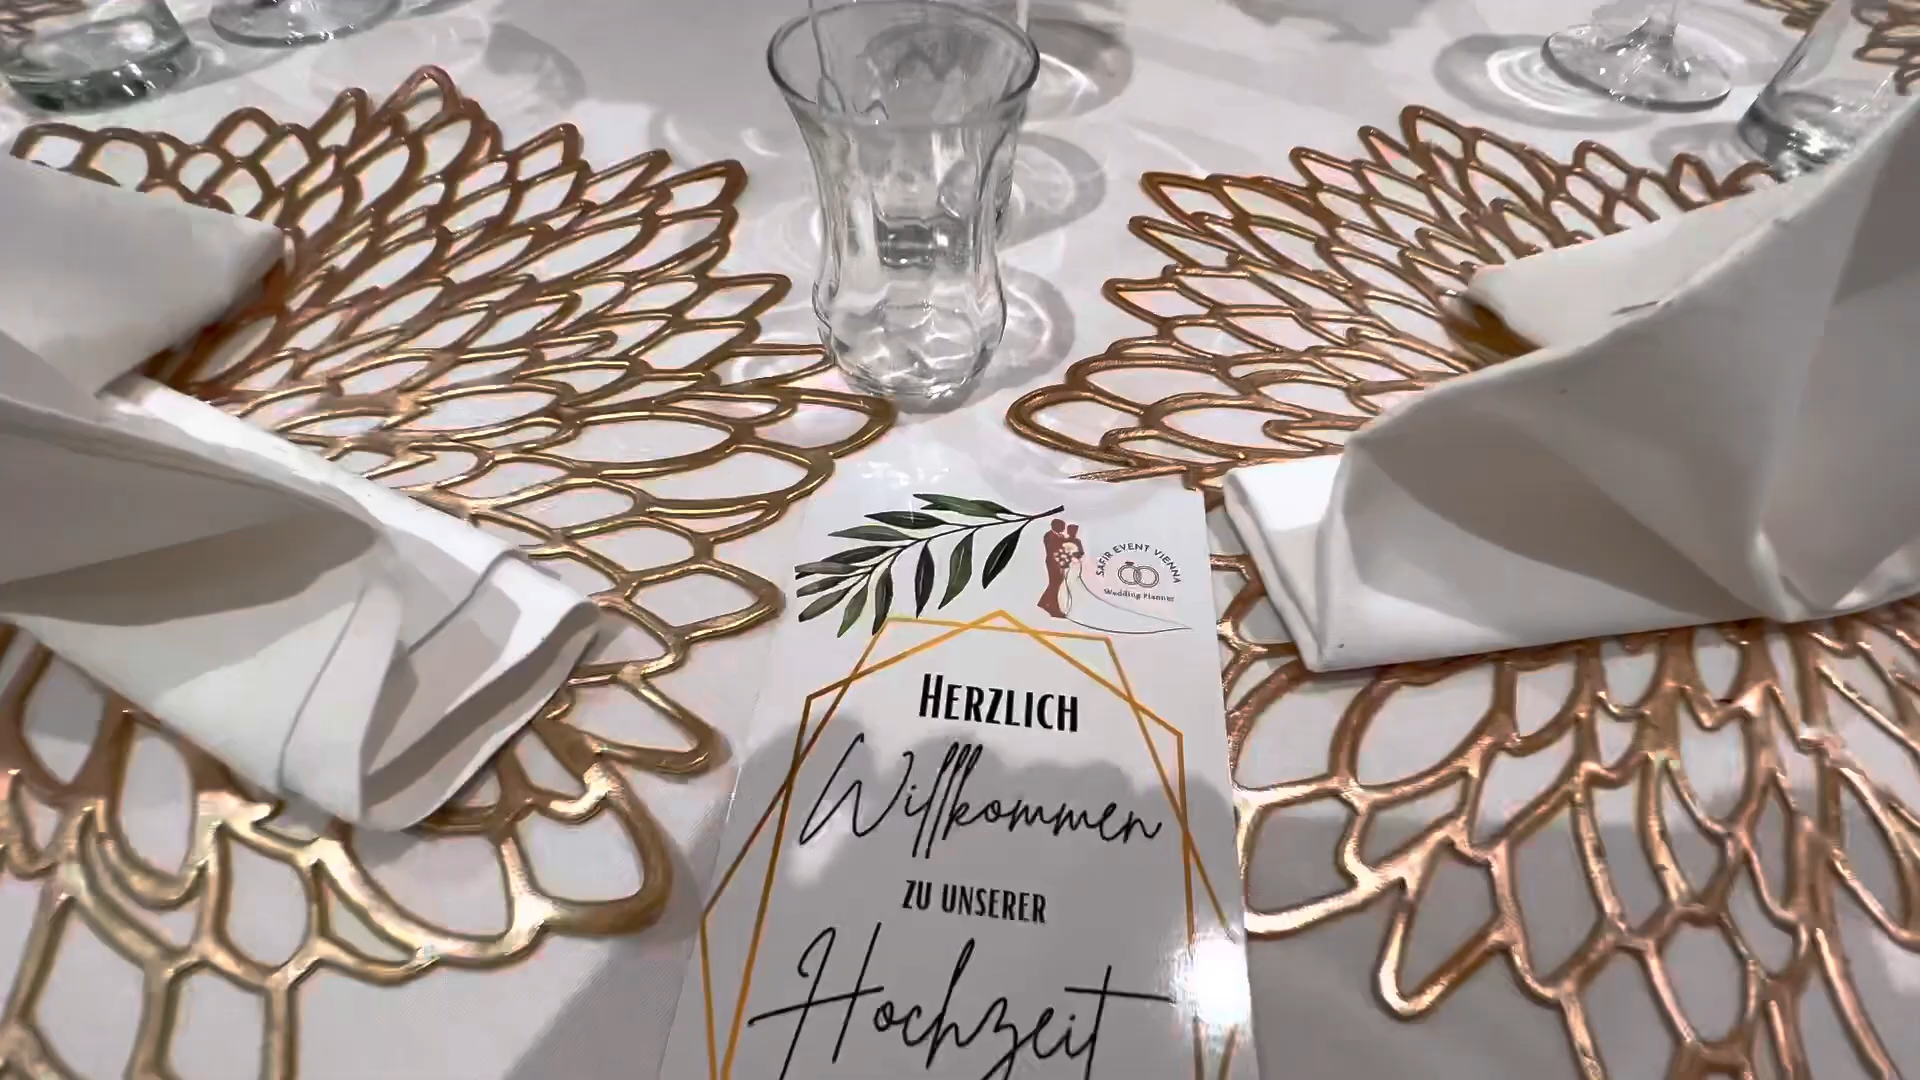 SAFIR EVENT VIENNA
Wedding Planner
HERZLICH
Willkommen
ZU UNSERER
Hochzeit